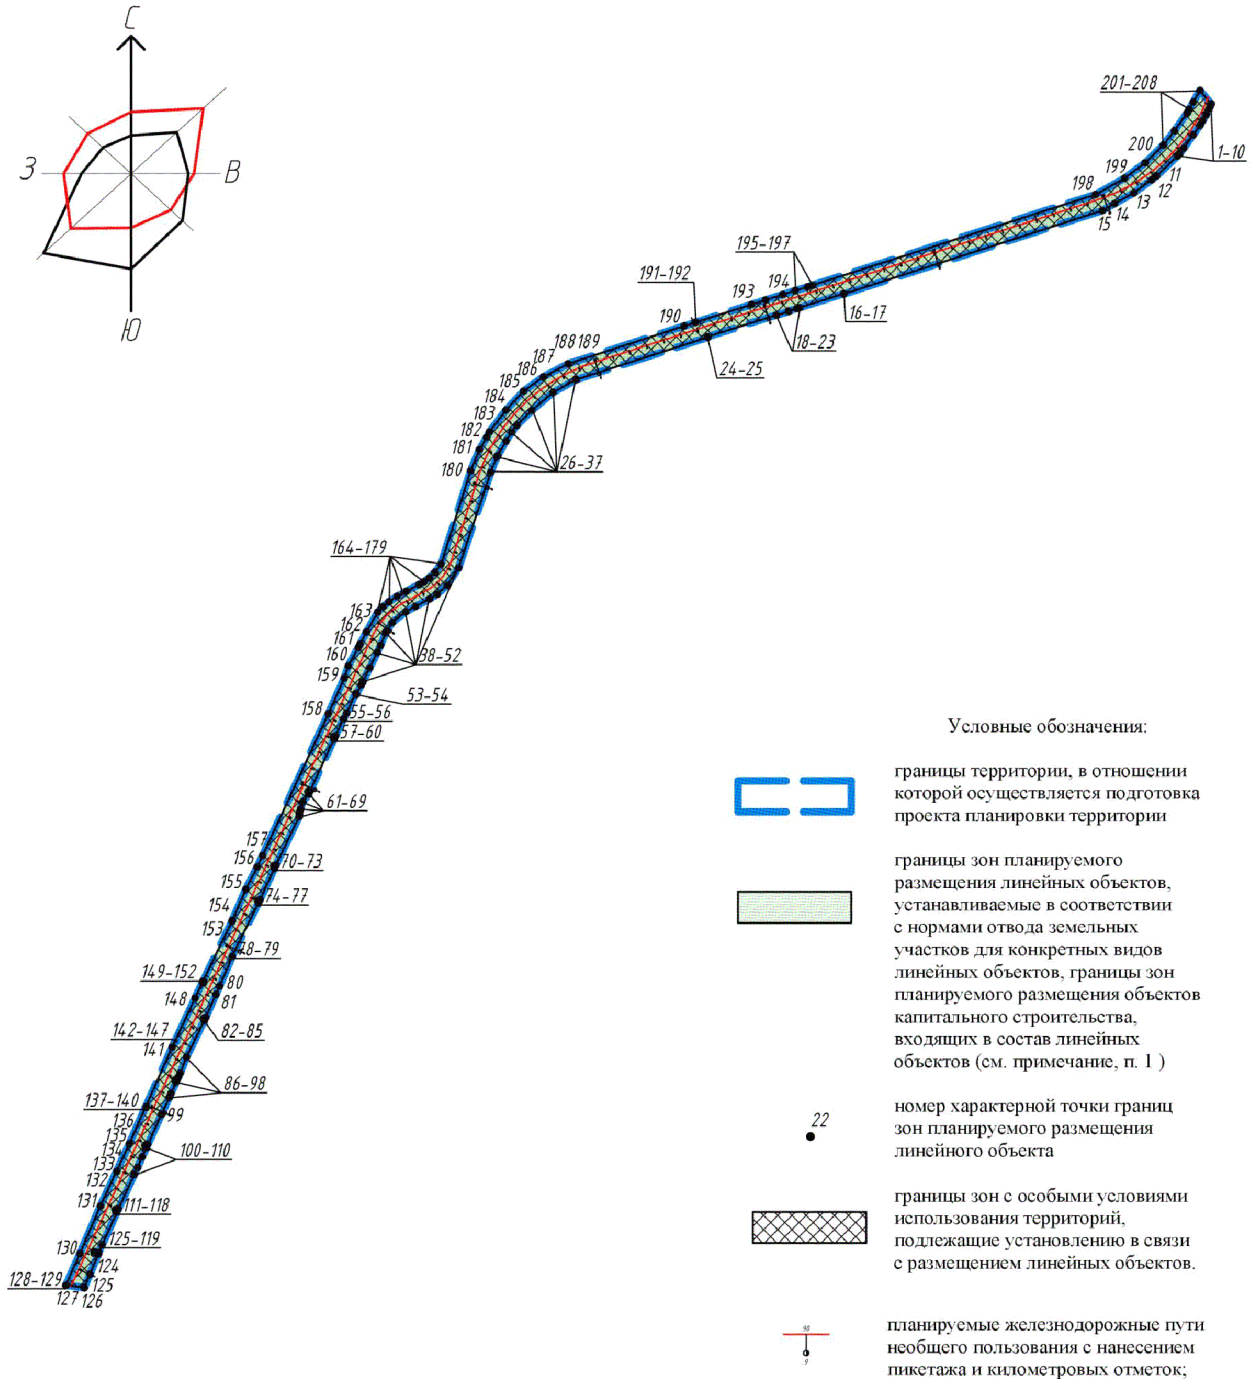 С
З
В
Ю
201-208
1-10
200
11
199
12
198
13
14
15
195-197
191-192
194
193
16-17
190
18-23
24-25
188
189
187
186
185
184
183
182
181
180
26-37
164-179
163
162
161
160
159
38-52
53-54
158
55-56
57-60
61-69
157
156
70-73
155
74-77
154
153
78-79
149-152
80
148
81
82-85
142-147
141
86-98
137-140
99
136
135
134
100-110
133
132
131
111-118
125-119
130
124
128-129
125
127
126
Условные обозначения:
границы территории, в отношении
которой осуществляется подготовка
проекта планировки территории
границы зон планируемого
размещения линейных объектов,
устанавливаемые в соответствии
с нормами отвода земельных
участков для конкретных видов
линейных объектов, границы зон
планируемого размещения объектов
капитального строительства,
входящих в состав линейных
объектов (см. примечание, п. 1 )
22
номер характерной точки границ
зон планируемого размещения
линейного объекта
границы зон с особыми условиями
использования территорий,
подлежащие установлению в связи
с размещением линейных объектов.
90
9
планируемые железнодорожные пути
необщего пользования с нанесением
пикетажа и километровых отметок;